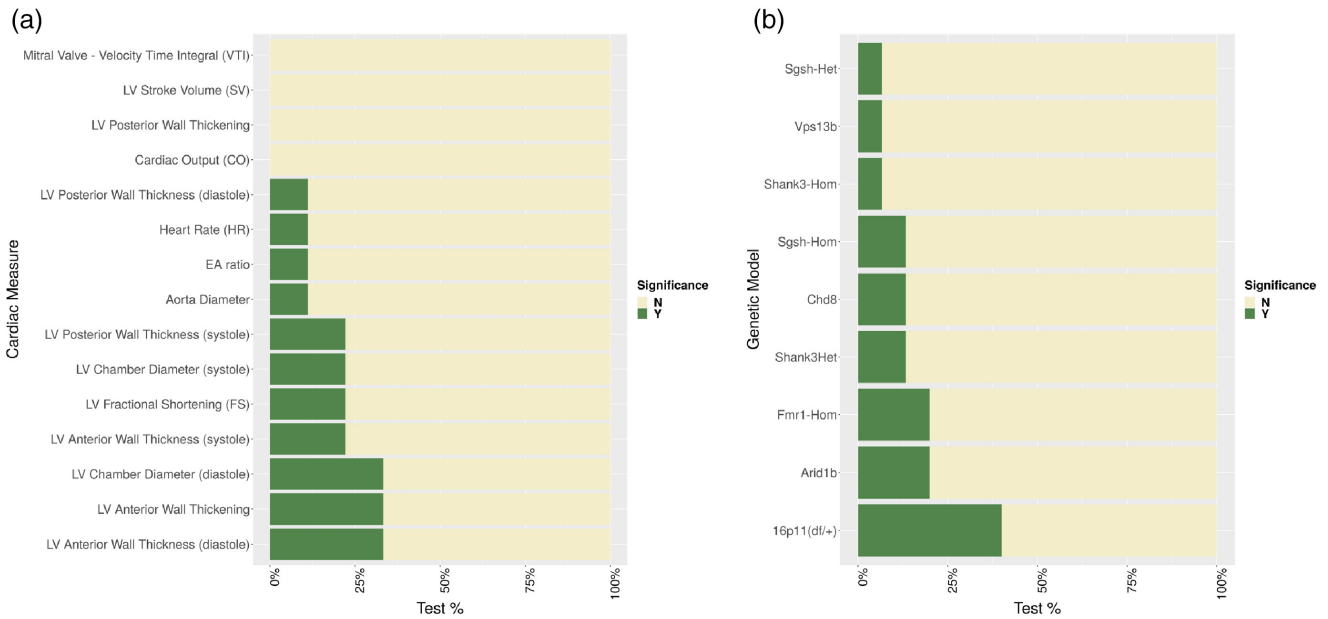 (a)
Cardiac Measure
Mitral Valve - Velocity Time Integral (VTI)
LV Stroke Volume (SV)
LV Posterior Wall Thickening
Cardiac Output (CO)
LV Posterior Wall Thickness (diastole)
Heart Rate (HR)
EA ratio
Aorta Diameter
LV Posterior Wall Thickness (systole)
LV Chamber Diameter (systole)
LV Fractional Shortening (FS)
LV Anterior Wall Thickness (systole)
LV Chamber Diameter (diastole)
LV Anterior Wall Thickening
LV Anterior Wall Thickness (diastole)
0%
25%
50%
75%
100%
Test %
Significance
N
Y
(b)
Genetic Model
Sgsh-Het
Vps13b
Shank3-Hom
Sgsh-Hom
Chd8
Shank3Het
Fmr1-Hom
Arid1b
16p11(df/+)
0%
25%
50%
75%
100%
Test %
Significance
N
Y